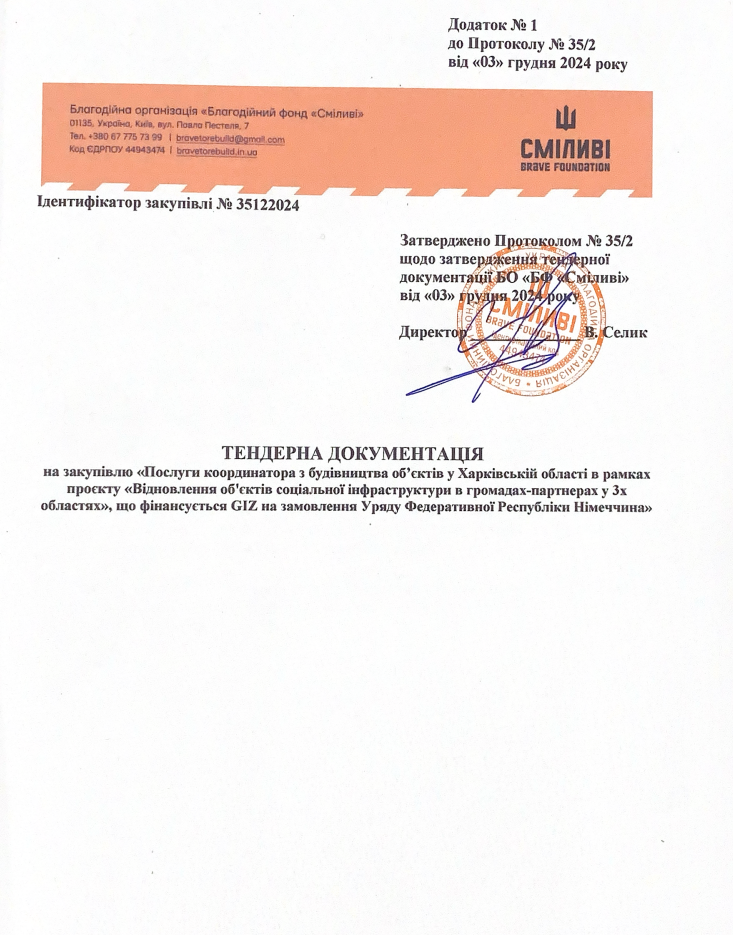 Додаток № 1
до Протоколу № 35/2
від «03» грудня 2024 року
Благодійна організація «Благодійний фонд «Сміливі»
01135, Україна, Київ, вул. Павла Пестеля, 7
Тел. +380 67 775 73 99 | bravetorebuild@gmail.com
Код ЄДРПОУ 44943474 | bravetorebuild.in.ua
СМІЛИВІ
BRAVE FOUNDATION
Ідентифікатор закупівлі № 35122024
Затверджено Протоколом № 35/2
щодо затвердження тендерної
документації БО «БФ «Сміливі»
від «03» грудня 2024 року
Директор В. Селик
СМІЛИВІ
BRAVE FOUNDATION
ТЕНДЕРНА ДОКУМЕНТАЦІЯ
на закупівлю «Послуги координатора з будівництва об’єктів у Харківській області в рамках
проєкту «Відновлення об'єктів соціальної інфраструктури в громадах-партнерах у 3х
областях», що фінансується GIZ на замовлення Уряду Федеративної Республіки Німеччина»